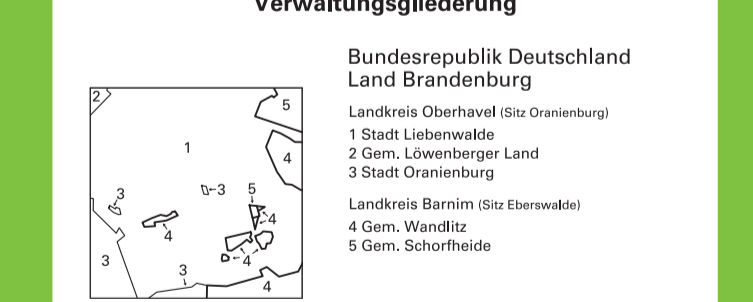 Verwaltungsgliederung
Bundesrepublik Deutschland
Land Brandenburg
Landkreis Oberhavel (Sitz Oranienburg)
1 Stadt Liebenwalde
2 Gem. Löwenberger Land
3 Stadt Oranienburg
Landkreis Barnim (Sitz Eberswalde)
4 Gem. Wandlitz
5 Gem. Schorfheide
2
5
1
4
3
3
5
4
4
3
4
3
4